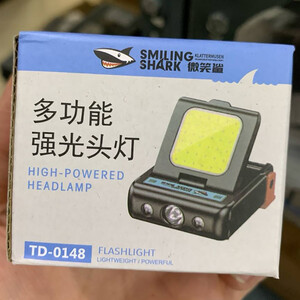 SMILING
SHARK
KLATTERMUSEN
微笑鲨
多功能
强光头灯
HIGH-POWERED
HEADLAMP
TD-0148
FLASHLIGHT
LIGHTWEIGHT / POWERFUL